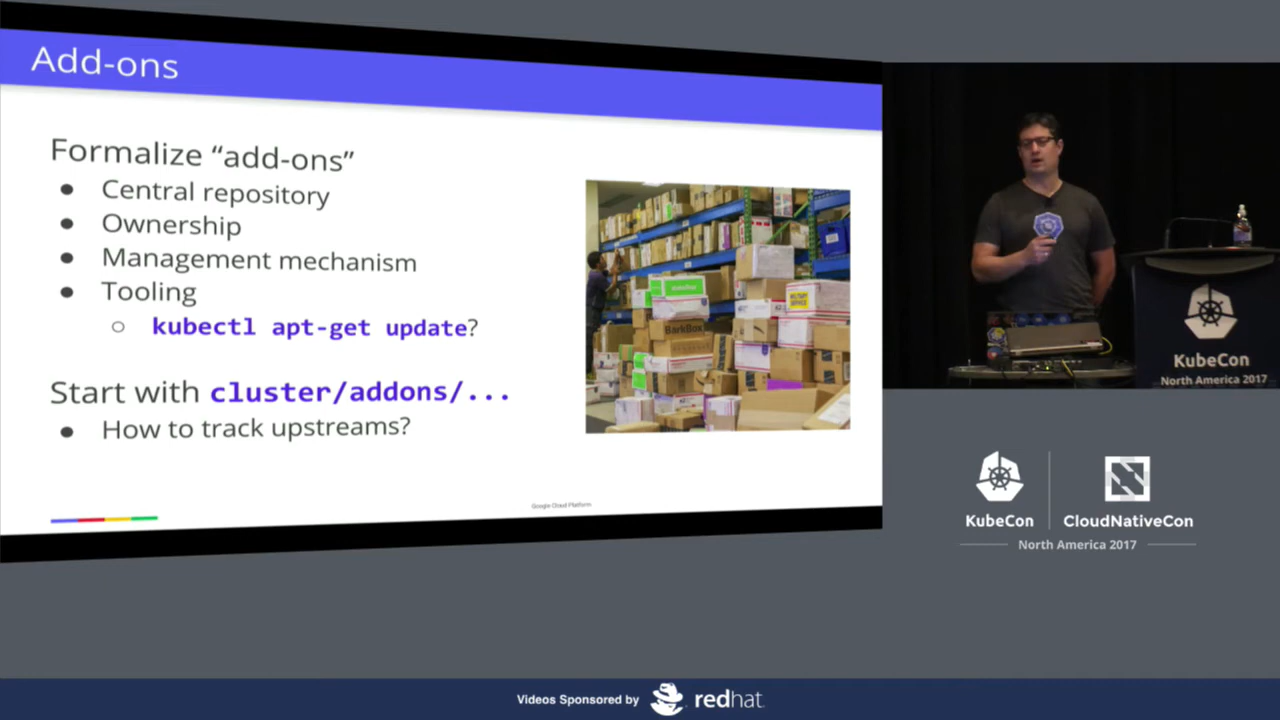 Add-ons
Formalize “add-ons”
● Central repository
● Ownership
● Management mechanism
● Tooling
○ kubectl apt-get update?
Start with cluster/addons/...
● How to track upstreams?
Google Cloud Platform
BarkBox
KubeCon
North America 2017
KubeCon
CloudNativeCon
North America 2017
Videos Sponsored by
redhat.